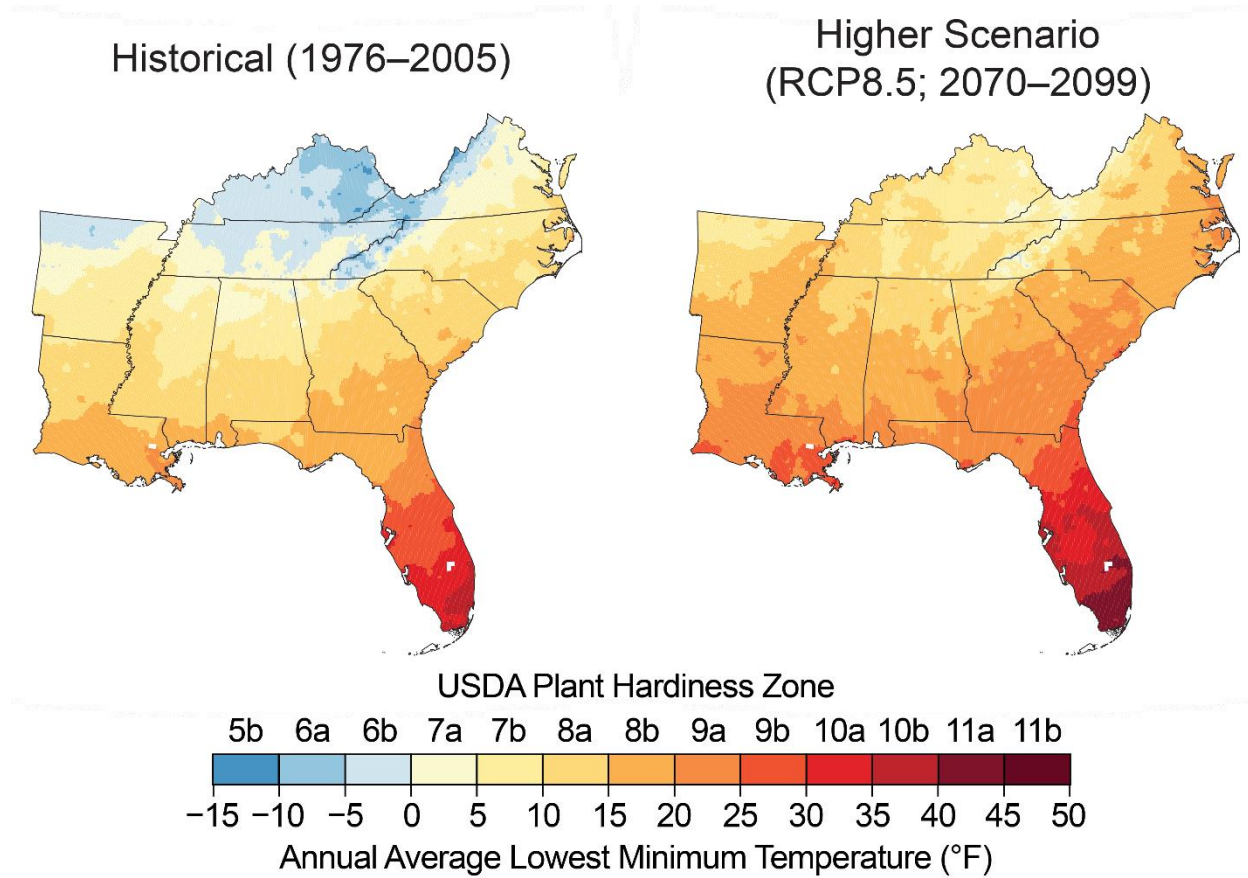 Historical (1976–2005)
Higher Scenario
(RCP8.5; 2070–2099)
USDA Plant Hardiness Zone
5b 6a 6b 7a 7b 8a 8b 9a 9b 10a 10b 11a 11b
−15 −10 −5 0 5 10 15 20 25 30 35 40 45 50
Annual Average Lowest Minimum Temperature (°F)